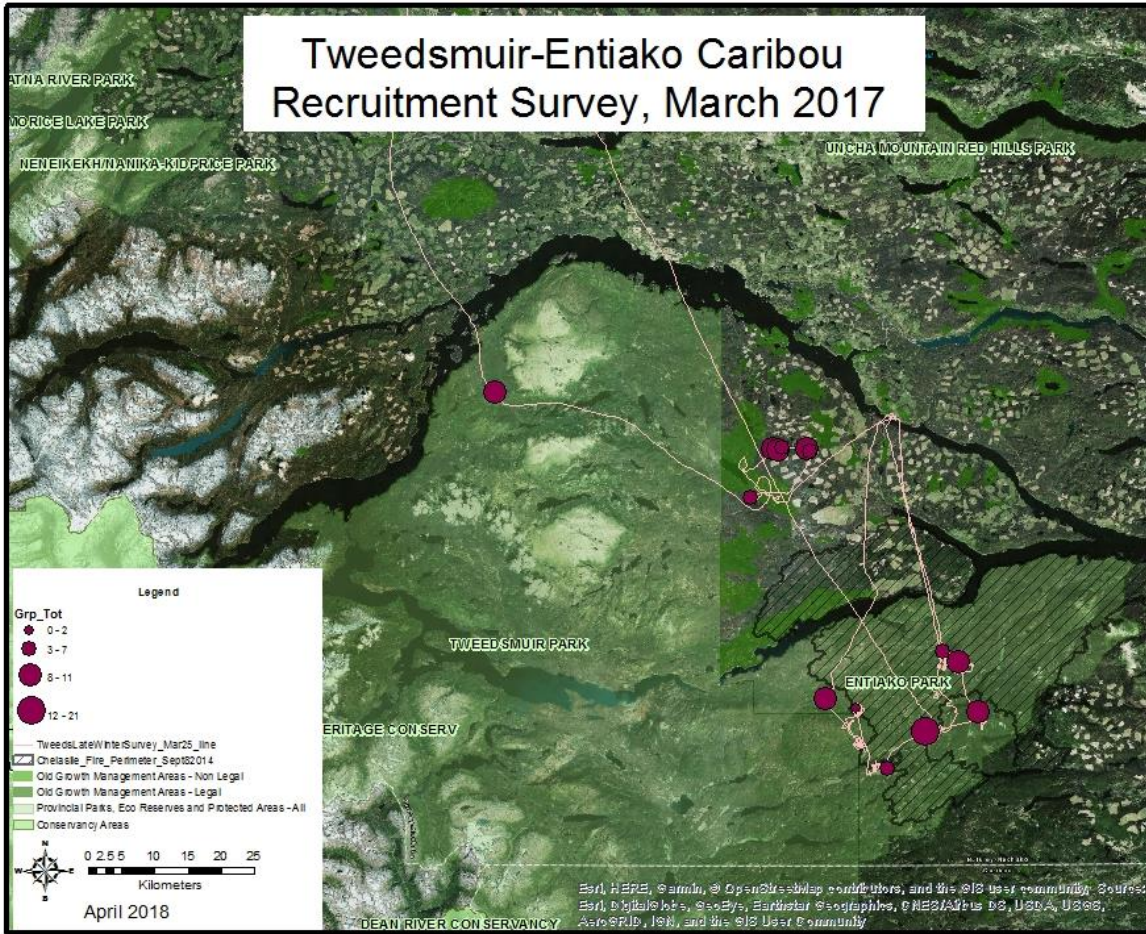 Tweedsmuir-Entiako Caribou
Recruitment Survey, March 2017
ATNA RIVER PARK
MORICE LAKE PARK
NENEIKEKH/NANIKA-KIDPRICE PARK
UNCHA MOUNTAIN RED HILLS PARK
TWEEDSMUIR PARK
ENTIAKO PARK
ERITAGE CONSERV
DEAN RIVER CONSERVANCY
Legend
Grp_Tot
0 - 2
3 - 7
8 - 11
12 - 21
TweedsLateWinterSurvey_Mar25_line
Chelaslie_Fire_Perimeter_Sept82014
Old Growth Management Areas - Non Legal
Old Growth Management Areas - Legal
Provincial Parks, Eco Reserves and Protected Areas - All
Conservancy Areas
N
W E
S
0 2.5 5 10 15 20 25
Kilometers
April 2018
Esri, HERE, Garmin, © OpenStreetMap contributors, and the GIS user community, Source:
Esri, DigitalGlobe, GeoEye, Earthstar Geographics, CNES/Airbus DS, USDA, USGS,
AeroGRID, IGN, and the GIS User Community